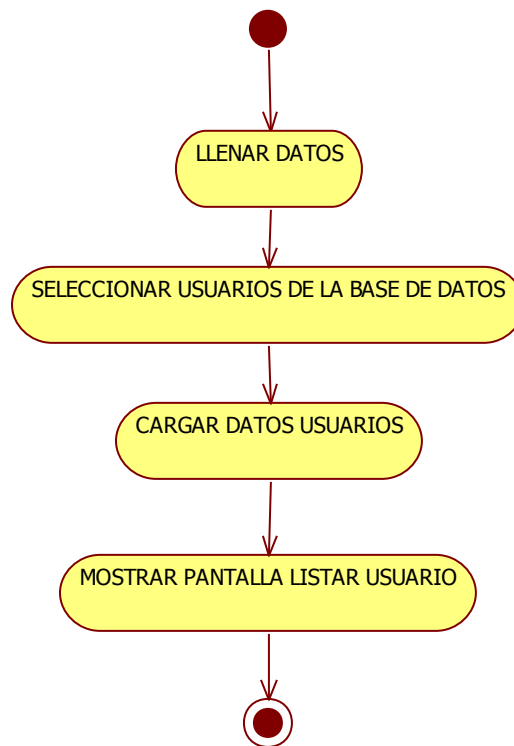 LLENAR DATOS
SELECCIONAR USUARIOS DE LA BASE DE DATOS
CARGAR DATOS USUARIOS
MOSTRAR PANTALLA LISTAR USUARIO